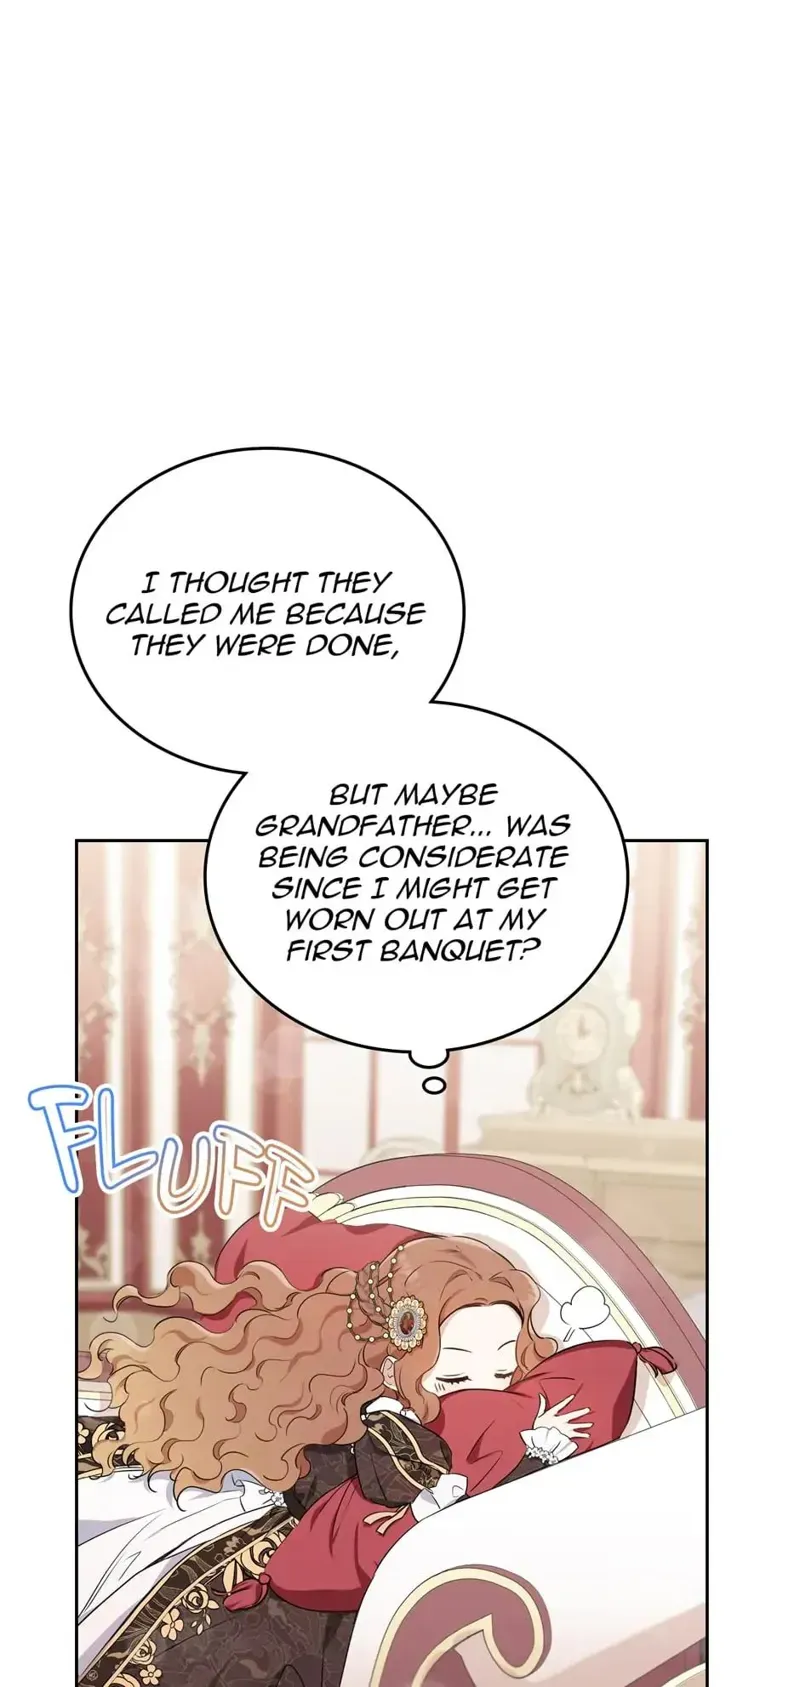 I THOUGHT THEY
CALLED ME BECAUSE
THEY WERE DONE,
BUT MAYBE
GRANDFATHER... WAS
BEING CONSIDERATE
SINCE I MIGHT GET
WORN OUT AT MY
FIRST BANQUET?
FLUFF